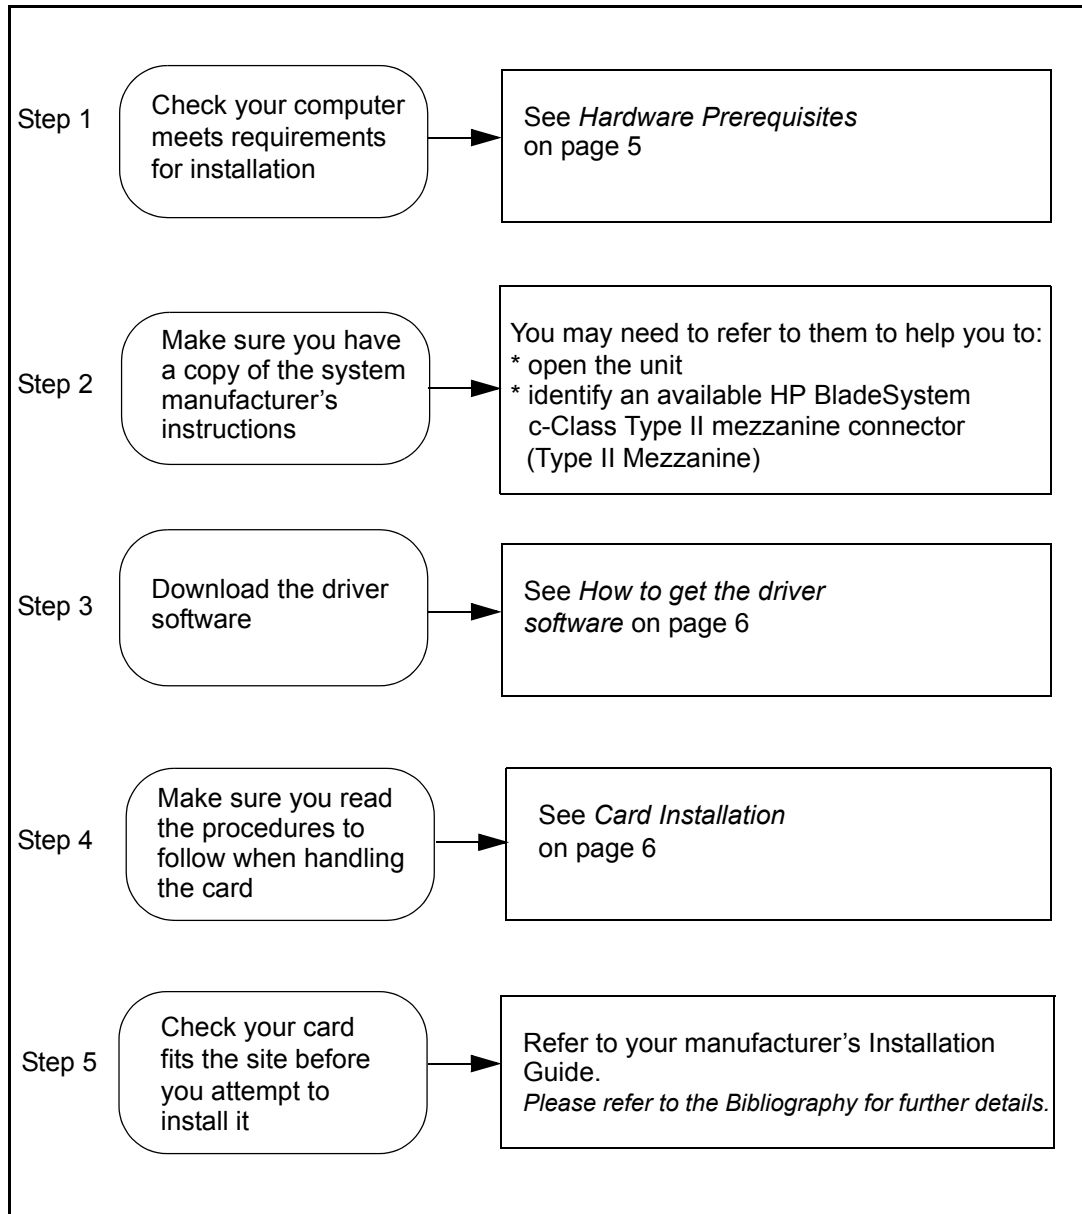 Step 1
Check your computer
meets requirements
for installation
See Hardware Prerequisites
on page 5
Step 2
Make sure you have
a copy of the system
manufacturer’s
instructions
You may need to refer to them to help you to:
* open the unit
* identify an available HP BladeSystem
c-Class Type II mezzanine connector
(Type II Mezzanine)
Step 3
Download the driver
software
See How to get the driver
software on page 6
Step 4
Make sure you read
the procedures to
follow when handling
the card
See Card Installation
on page 6
Step 5
Check your card
fits the site before
you attempt to
install it
Refer to your manufacturer’s Installation
Guide.
Please refer to the Bibliography for further details.